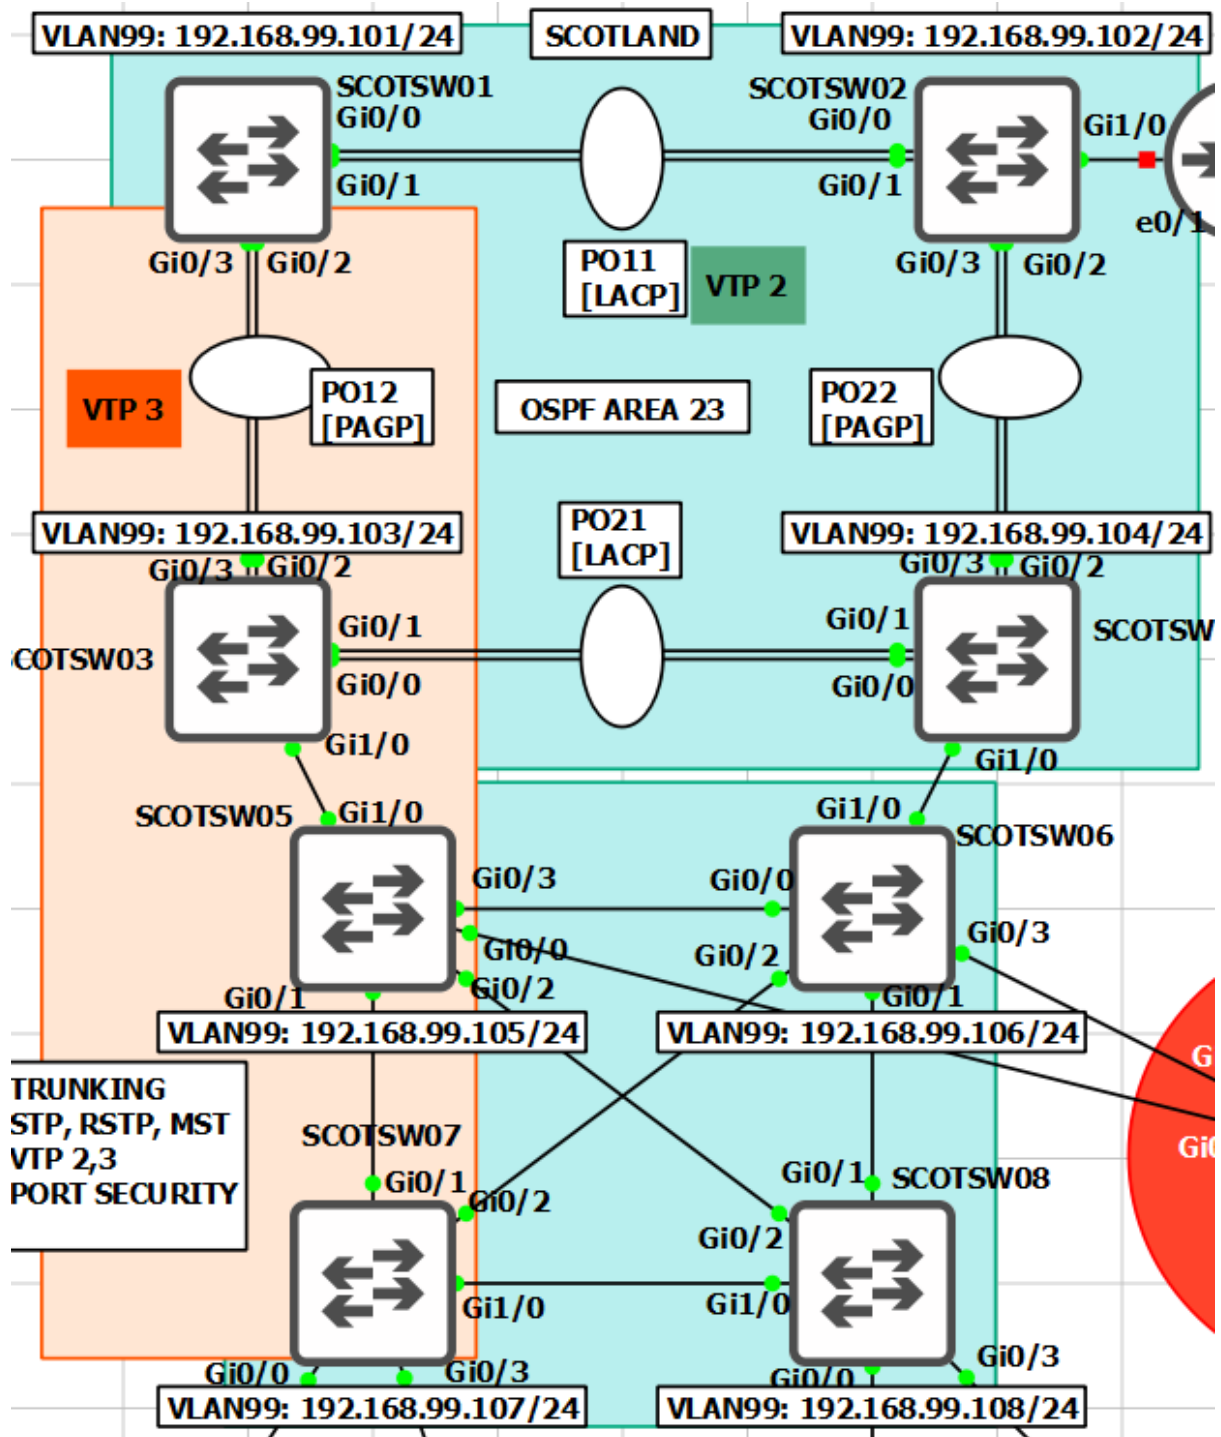 VLAN99: 192.168.99.101/24
SCOTLAND
VLAN99: 192.168.99.102/24
SCOTSW01
Gi0/0
Gi0/1
SCOTSW02
Gi0/0
Gi0/1
Gi1/0
e0/1
Gi0/3
Gi0/2
PO11
[LACP]
VTP 2
Gi0/3
Gi0/2
VTP 3
PO12
[PAGP]
OSPF AREA 23
PO22
[PAGP]
VLAN99: 192.168.99.103/24
PO21
[LACP]
VLAN99: 192.168.99.104/24
Gi0/3
Gi0/2
Gi0/3
Gi0/2
COTSW03
Gi0/1
Gi0/0
Gi0/1
Gi0/0
SCOTSW
Gi1/0
Gi1/0
SCOTSW05
Gi1/0
Gi1/0
SCOTSW06
Gi0/3
Gi0/0
Gi0/0
Gi0/2
Gi0/2
Gi0/3
Gi0/1
Gi0/1
VLAN99: 192.168.99.105/24
VLAN99: 192.168.99.106/24
TRUNKING
STP, RSTP, MST
VTP 2,3
PORT SECURITY
SCOTSW07
Gi0/1
Gi0/2
Gi0/1
SCOTSW08
Gi0/2
Gi1/0
Gi1/0
Gi0/0
Gi0/3
Gi0/0
Gi0/3
VLAN99: 192.168.99.107/24
VLAN99: 192.168.99.108/24